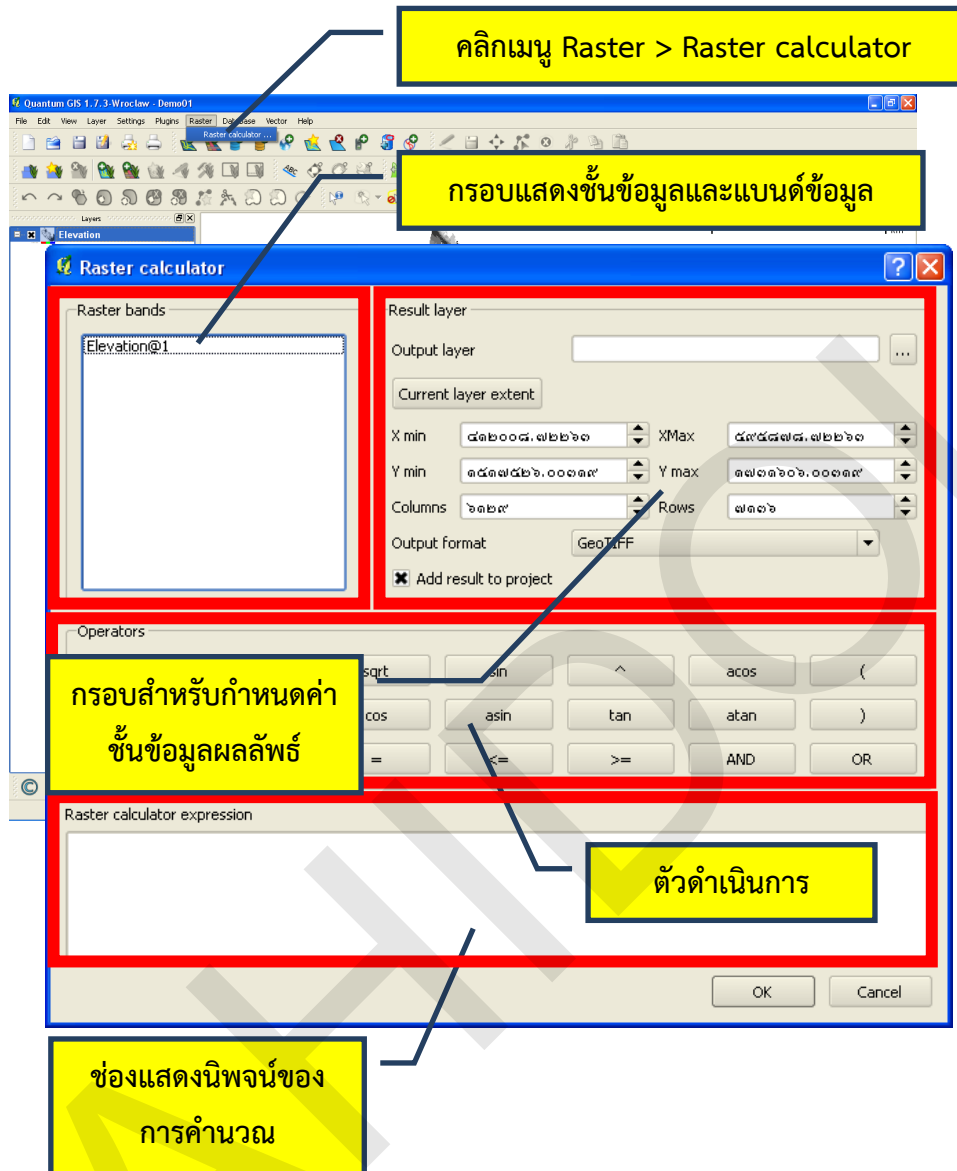 คลิกเมนู Raster > Raster calculator
Quantum GIS 1.7.3-Wroclaw - Demo01
File Edit View Layer Settings Plugins Raster Database Vector Help
Raster calculator ...
กรอบแสดงชั้นข้อมูลและแบนด์ข้อมูล
Layers
Elevation
Raster calculator
Raster bands
Elevation@1
Result layer
Output layer
...
Current layer extent
X min ๔๑๒๐๐๘.๗๒๒๖๓ XMax ๕๙๕๘๗๘.๗๒๒๖๓
Y min ๑๕๑๗๕๒๖.๐๐๓๑๙ Y max ๑๗๓๑๖๐๖.๐๐๓๑๙
Columns ๖๑๒๙ Rows ๗๑๓๖
Output format GeoTIFF
Add result to project
Operators
sqrt sin ^ acos (
กรอบสำหรับกำหนดค่า
ชั้นข้อมูลผลลัพธ์
cos asin tan atan )
= <= >= AND OR
Raster calculator expression
ตัวดำเนินการ
OK Cancel
ช่องแสดงนิพจน์ของ
การคำนวณ